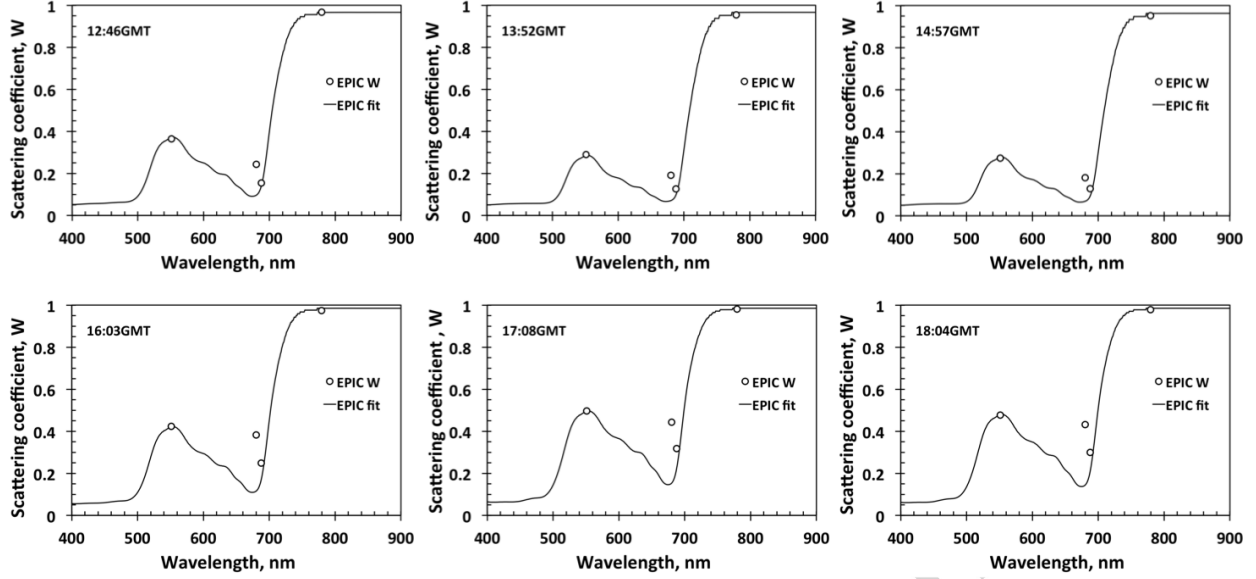 12:46GMT
EPIC W
EPIC fit
Scattering coefficient, W
1
0.8
0.6
0.4
0.2
0
400 500 600 700 800 900
Wavelength, nm
13:52GMT
EPIC W
EPIC fit
Scattering coefficient, W
1
0.8
0.6
0.4
0.2
0
400 500 600 700 800 900
Wavelength, nm
14:57GMT
EPIC W
EPIC fit
Scattering coefficient, W
1
0.8
0.6
0.4
0.2
0
400 500 600 700 800 900
Wavelength, nm
16:03GMT
EPIC W
EPIC fit
Scattering coefficient, W
1
0.8
0.6
0.4
0.2
0
400 500 600 700 800 900
Wavelength, nm
17:08GMT
EPIC W
EPIC fit
Scattering coefficient , W
1
0.8
0.6
0.4
0.2
0
400 500 600 700 800 900
Wavelength, nm
18:04GMT
EPIC W
EPIC fit
Scattering coefficient, W
1
0.8
0.6
0.4
0.2
0
400 500 600 700 800 900
Wavelength, nm